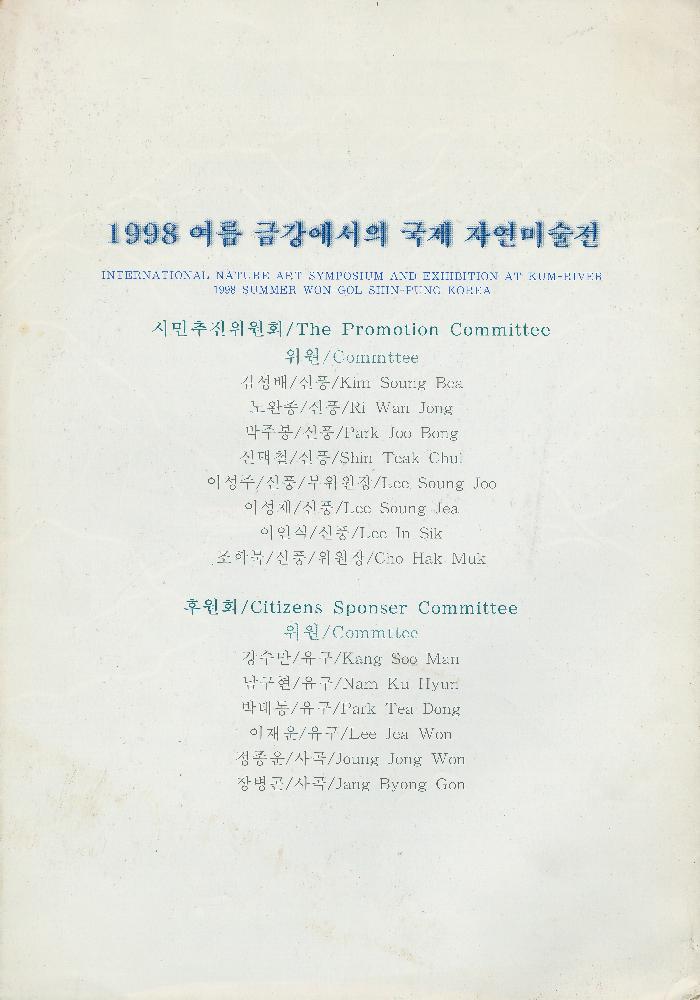 1998 여름 금강에서의 국제 자연미술전
INTERNATIONAL NATURE ART SYMPOSIUM AND EXHIBITION AT KUM-RIVER
1998 SUMMER WON GOL SHIN-PUNG KOREA
시민추진위원회/The Promotion Committee
위원/Committee
김성배/신풍/Kim Soung Bea
노완종/신풍/Ri Wan Jong
박주봉/신풍/Park Joo Bong
신택철/신풍/Shin Teak Chul
이성주/신풍/부위원장/Lee Soung Joo
이성재/신풍/Lee Soung Jea
이인식/신풍/Lee In Sik
조학묵/신풍/위원장/Cho Hak Muk
후원회/Citizens Sponser Committee
위원/Committee
강수만/유구/Kang Soo Man
남구현/유구/Nam Ku Hyun
박태동/유구/Park Tea Dong
이재원/유구/Lee Jea Won
정종운/사곡/Joung Jong Won
장병곤/사곡/Jang Byong Gon